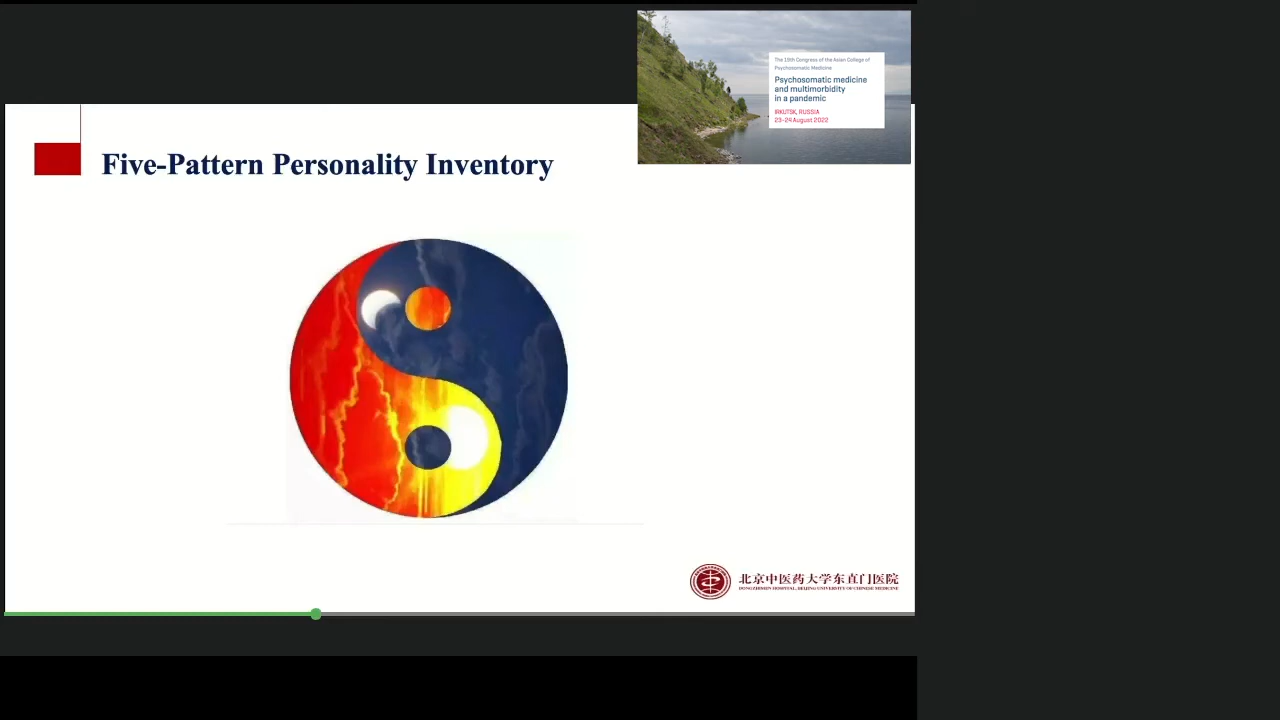 The 19th Congress of the Asian College of
Psychosomatic Medicine
Psychosomatic medicine
and multimorbidity
in a pandemic
IRKUTSK, RUSSIA
23-24 August 2022
Five-Pattern Personality Inventory
北京中医药大学东直门医院
DONGZHIMEN HOSPITAL, BEIJING UNIVERSITY OF CHINESE MEDICINE